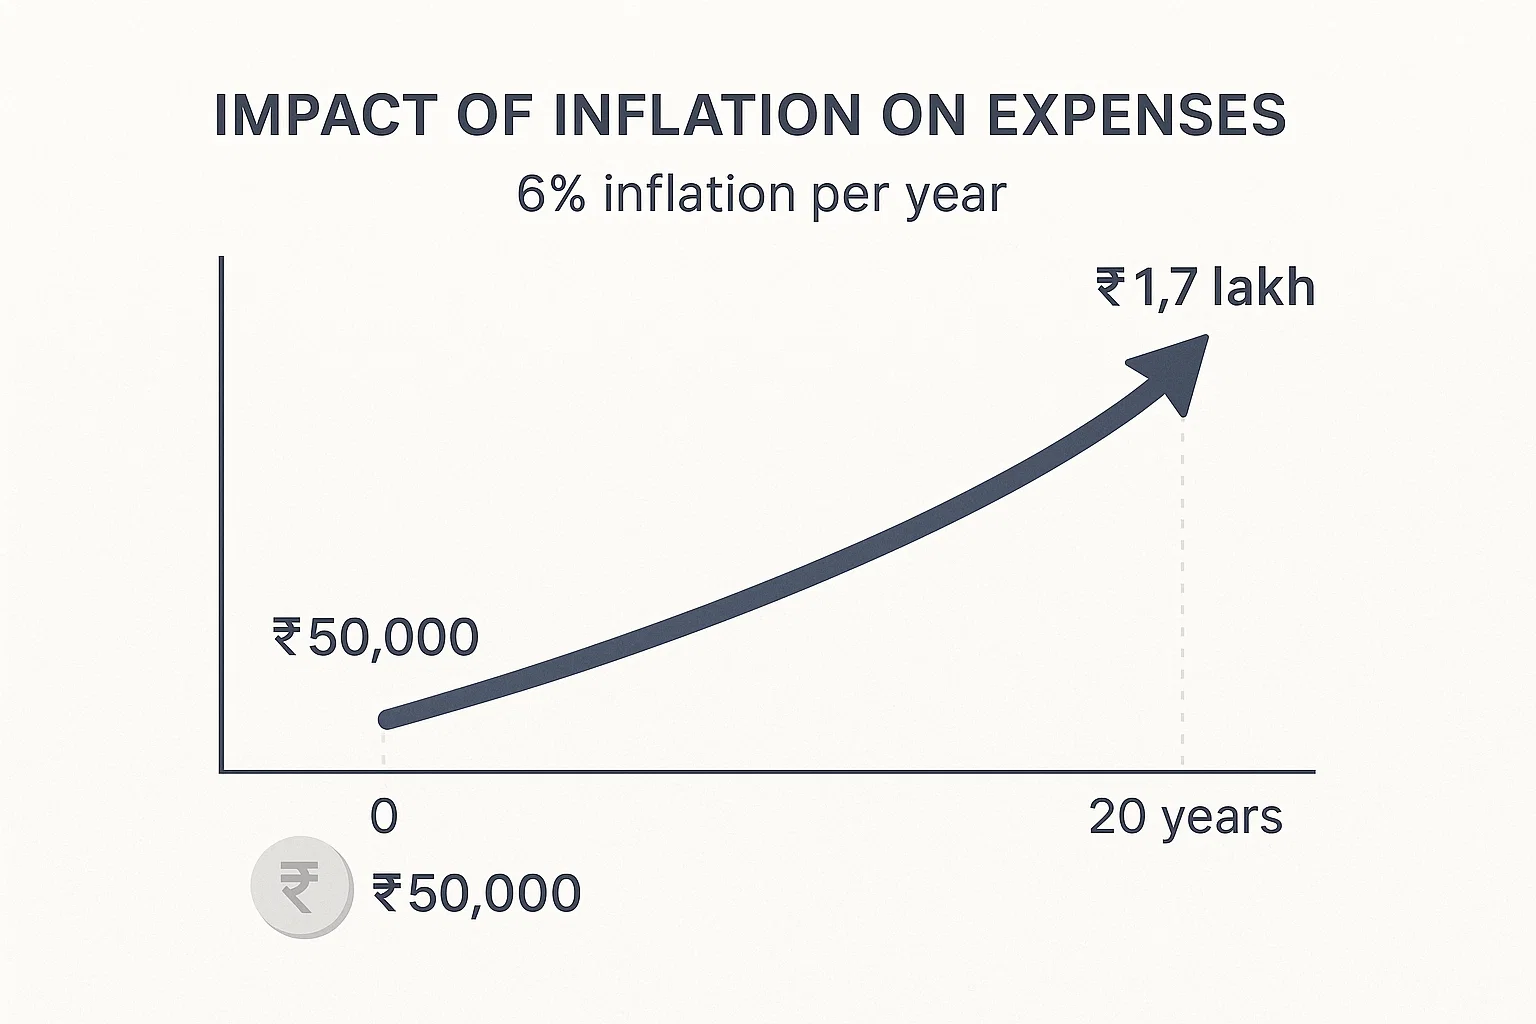 IMPACT OF INFLATION ON EXPENSES
6% inflation per year
₹1,7 lakh
₹50,000
0
20 years
₹
₹50,000